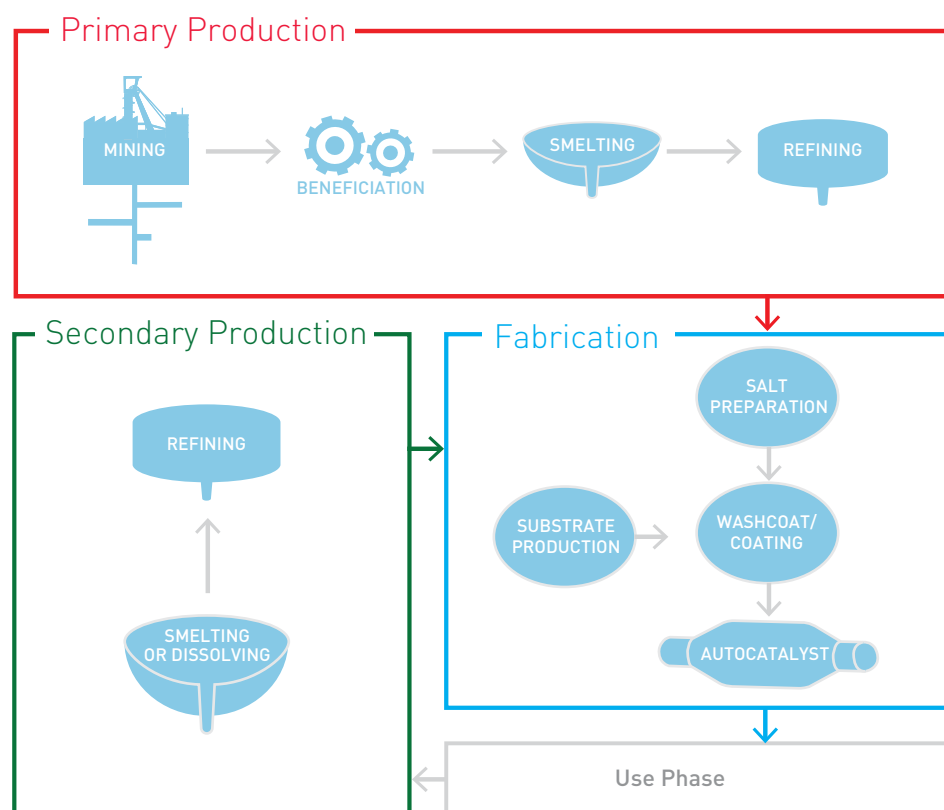 Primary Production
MINING
BENEFICIATION
SMELTING
REFINING
Secondary Production
REFINING
SMELTING
OR DISSOLVING
Fabrication
SALT
PREPARATION
SUBSTRATE
PRODUCTION
WASHCOAT/
COATING
AUTOCATALYST
Use Phase